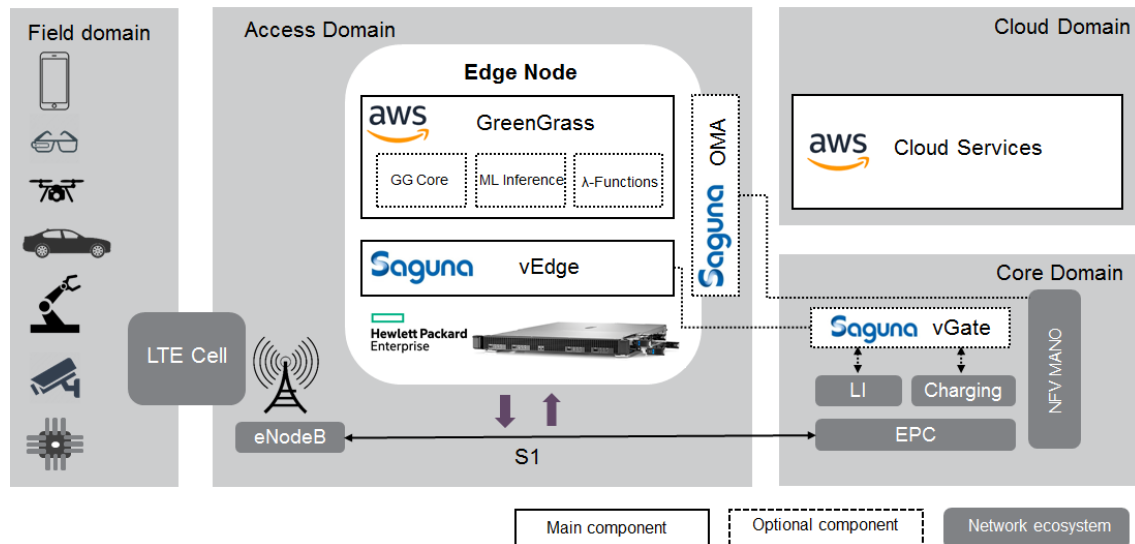 Field domain
Access Domain
Cloud Domain
Edge Node
aws
GreenGrass
GG Core
ML Inference
λ-Functions
Saguna OMA
aws
Cloud Services
Saguna vEdge
Core Domain
Hewlett Packard
Enterprise
Saguna vGate
NFV MANO
LTE Cell
LI
Charging
eNodeB
EPC
S1
Main component
Optional component
Network ecosystem